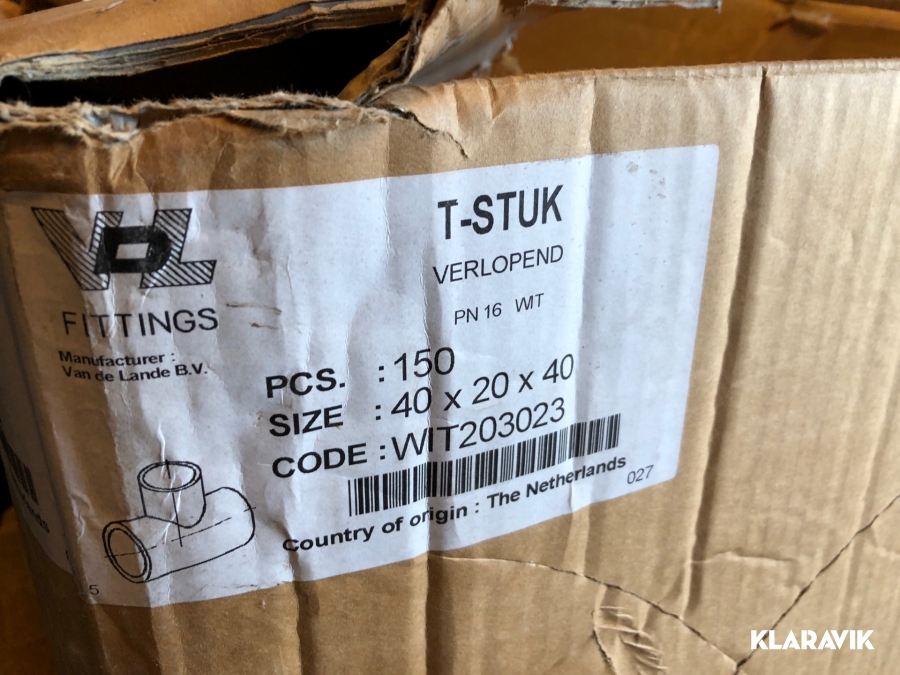 VDL
FITTINGS
Manufacturer :
Van de Lande B.V.
T-STUK
VERLOPEND
PN 16 WIT
PCS. : 150
SIZE : 40 x 20 x 40
CODE : WIT203023
Country of origin : The Netherlands
027
5
KLARAVIK